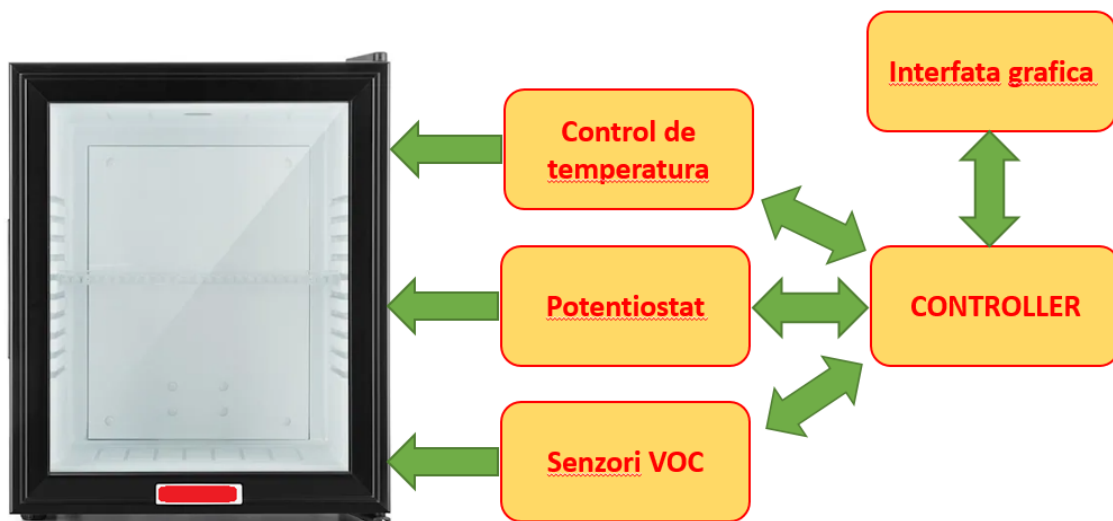 Interfata grafica
Control de
temperatura
Potentiostat
CONTROLLER
Senzori VOC